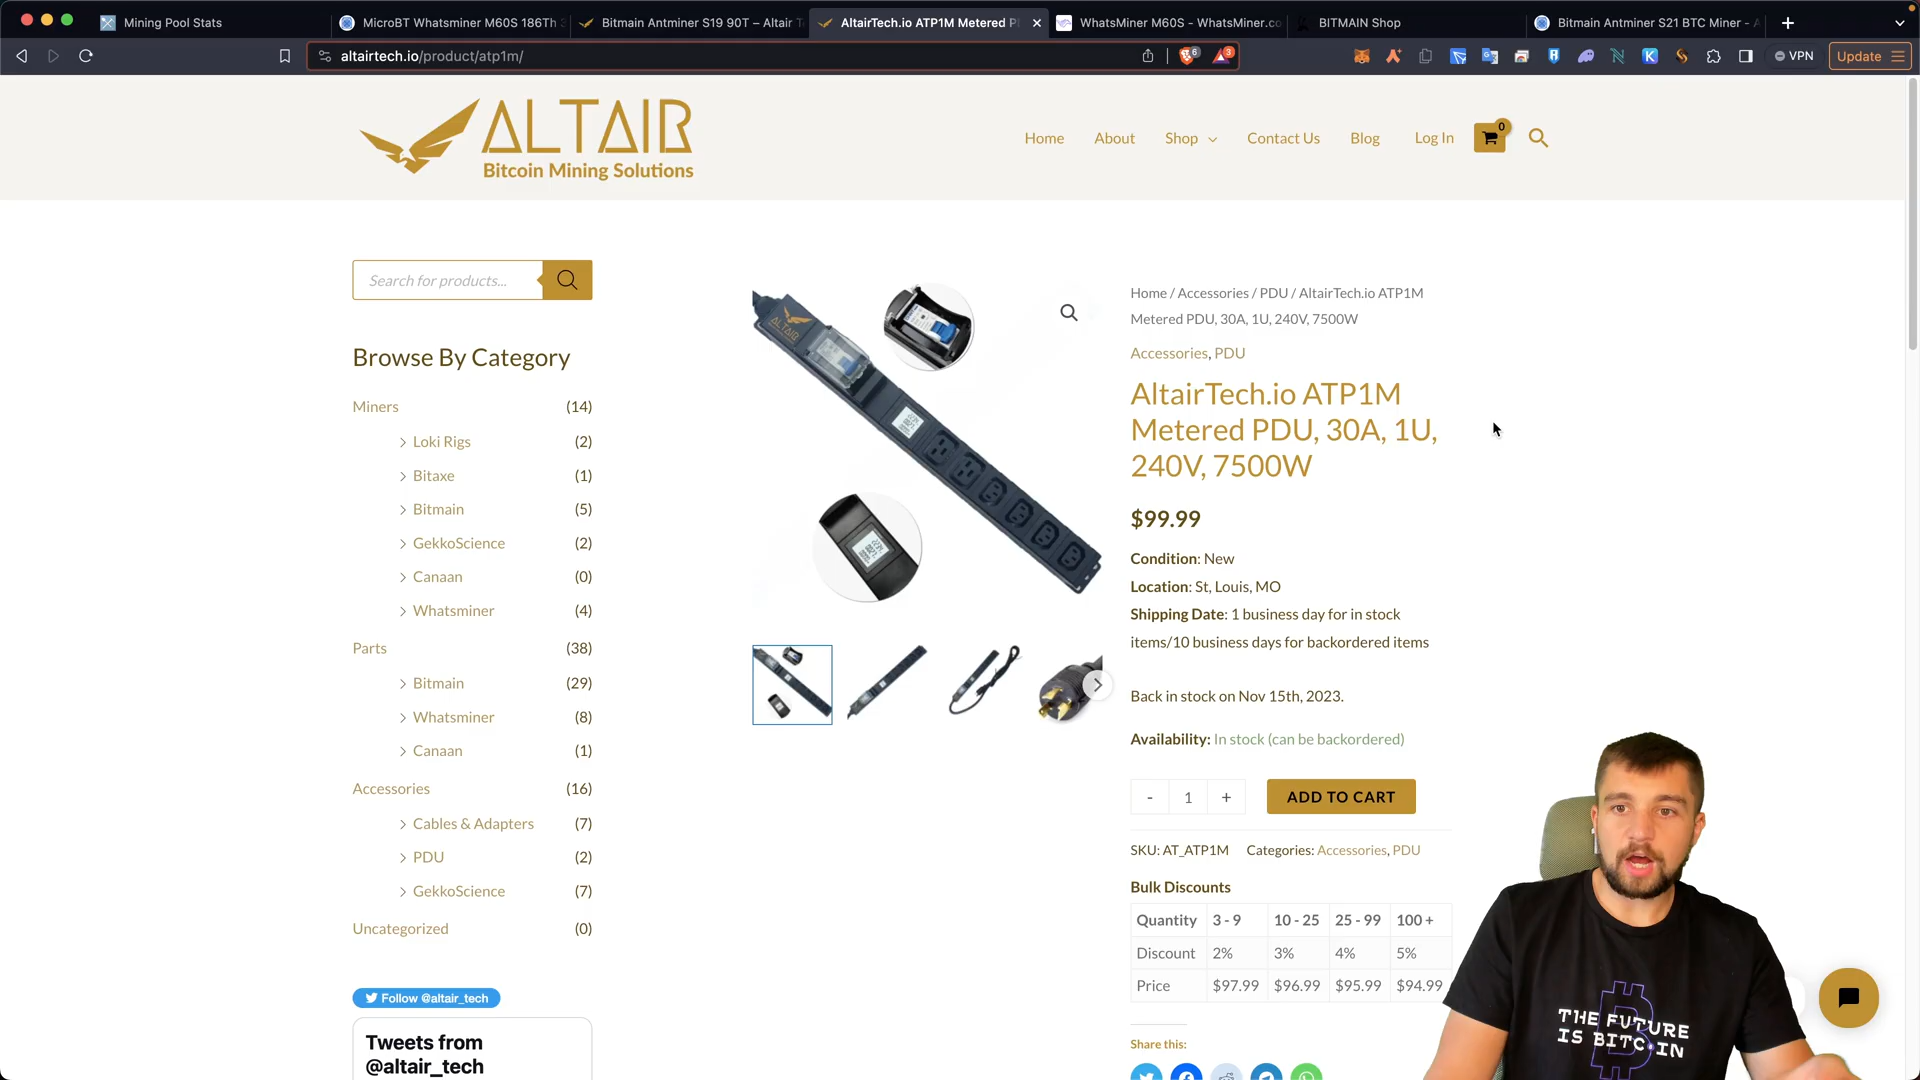 Mining Pool Stats
MicroBT Whatsminer M60S 186Th
Bitmain Antminer S19 90T – Altair T
AltairTech.io ATP1M Metered P
WhatsMiner M60S - WhatsMiner.co
BITMAIN Shop
Bitmain Antminer S21 BTC Miner -
altairtech.io/product/atp1m/
6
3
VPN
Update
ALTAIR
Bitcoin Mining Solutions
Home
About
Shop
Contact Us
Blog
Log In
0
Search for products...
Browse By Category
Miners (14)
Loki Rigs (2)
Bitaxe (1)
Bitmain (5)
GekkoScience (2)
Canaan (0)
Whatsminer (4)
Parts (38)
Bitmain (29)
Whatsminer (8)
Canaan (1)
Accessories (16)
Cables & Adapters (7)
PDU (2)
GekkoScience (7)
Uncategorized (0)
Follow @altair_tech
Tweets from
@altair_tech
ALTAIR
Home / Accessories / PDU / AltairTech.io ATP1M
Metered PDU, 30A, 1U, 240V, 7500W
Accessories, PDU
AltairTech.io ATP1M
Metered PDU, 30A, 1U,
240V, 7500W
$99.99
Condition: New
Location: St, Louis, MO
Shipping Date: 1 business day for in stock
items/10 business days for backordered items
Back in stock on Nov 15th, 2023.
Availability: In stock (can be backordered)
- 1 +
ADD TO CART
SKU: AT_ATP1M Categories: Accessories, PDU
Bulk Discounts
Quantity 3 - 9 10 - 25 25 - 99 100 +
Discount 2% 3% 4% 5%
Price $97.99 $96.99 $95.99 $94.99
Share this:
THE FUTURE
IS BITCOIN